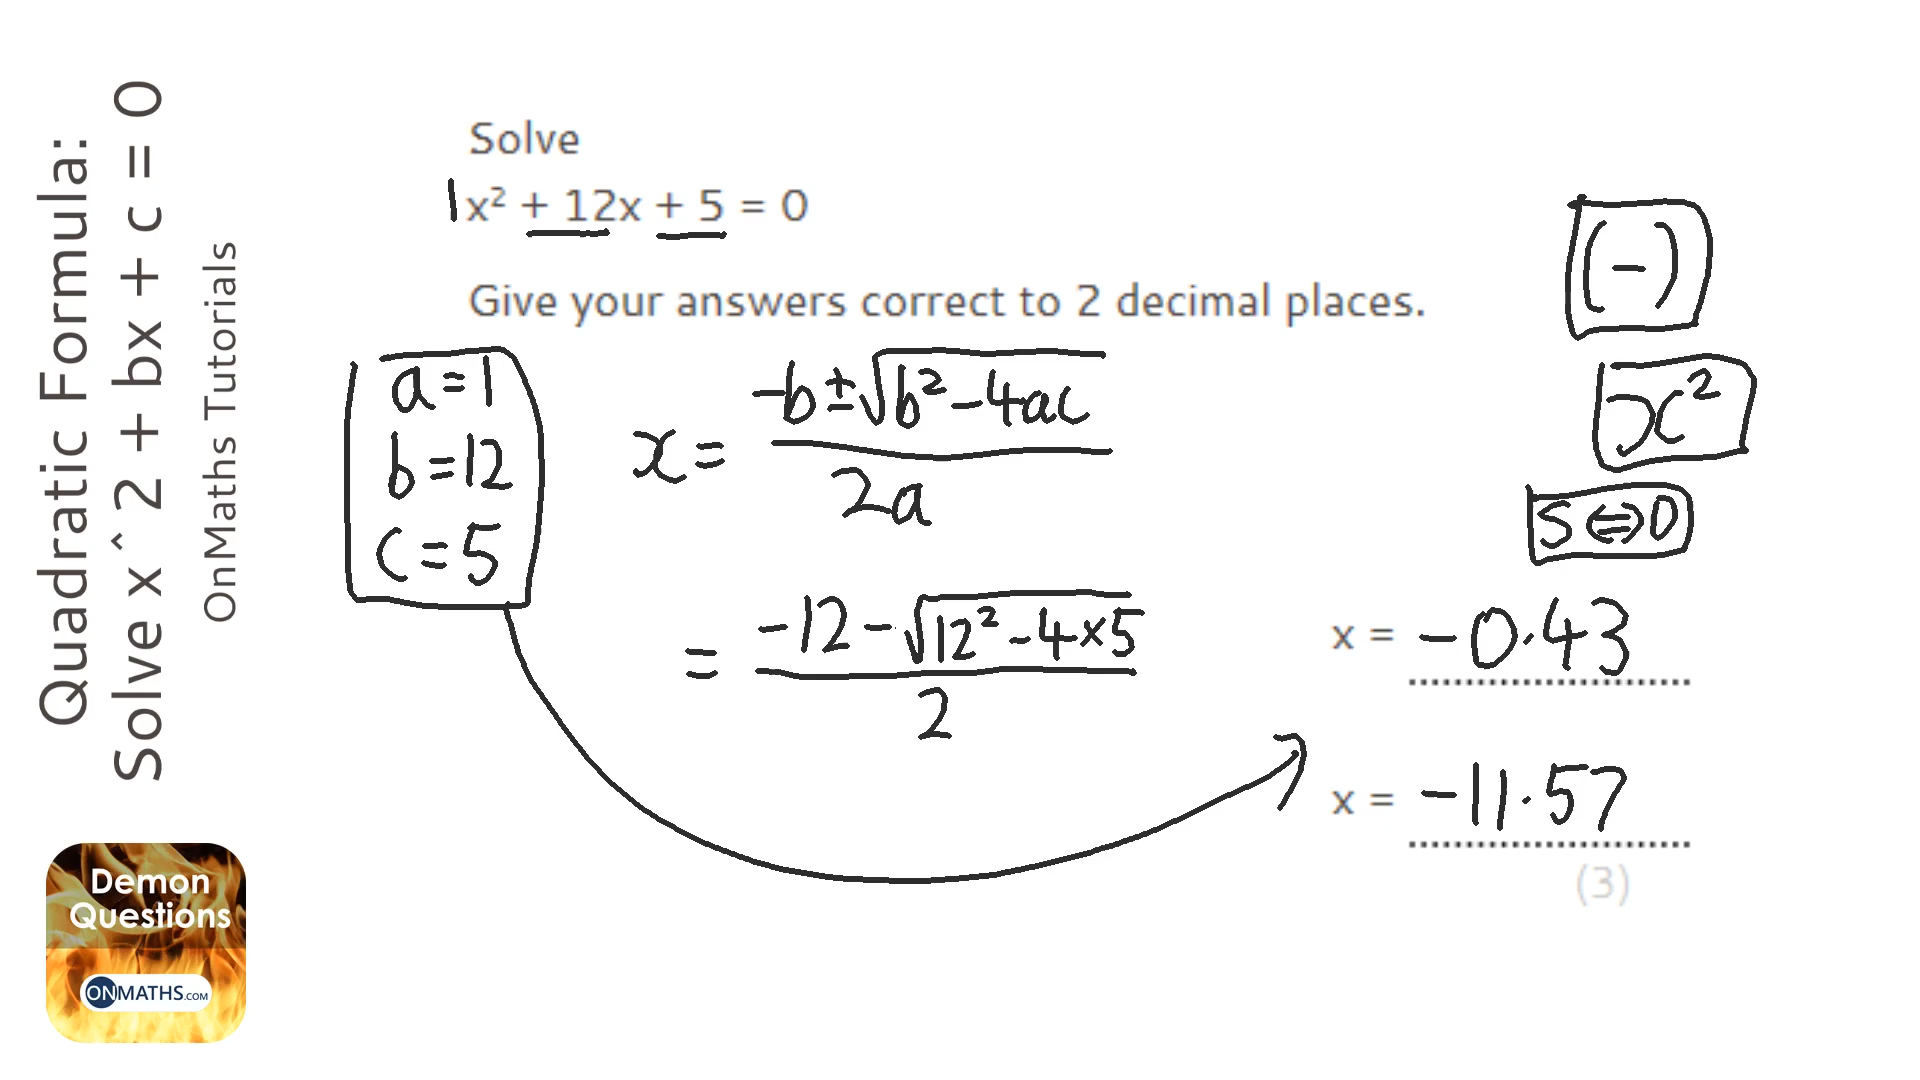 Quadratic Formula:
Solve x^2 + bx + c = 0
OnMaths Tutorials
Solve
1x² + 12x + 5 = 0
Give your answers correct to 2 decimal places.
a=1
b=12
c=5
x = (-b±√(b²-4ac))/(2a)
= (-12-√(12²-4×5))/2
(-)
x²
S⇔D
x = -0.43
x = -11.57
(3)
Demon
Questions
ONMATHS.COM